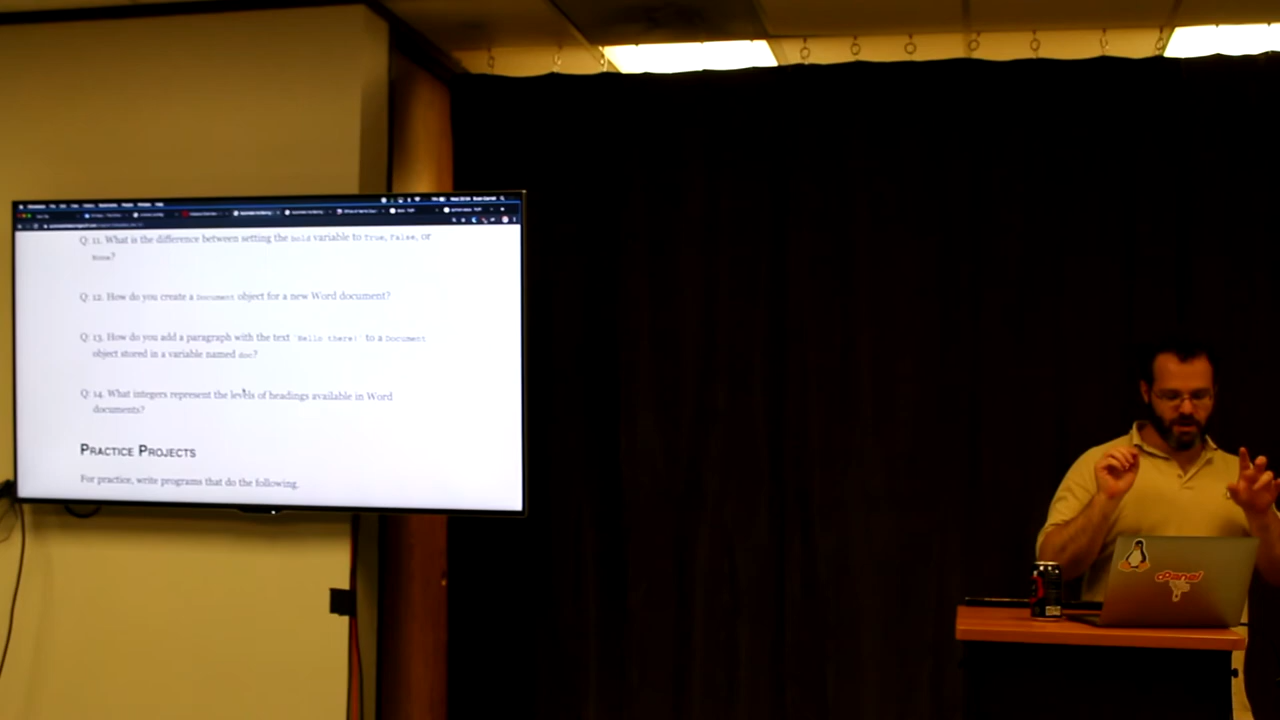 Q: 11. What is the difference between setting the bold variable to True, False, or
None?
Q: 12. How do you create a Document object for a new Word document?
Q: 13. How do you add a paragraph with the text 'Hello there!' to a Document
object stored in a variable named doc?
Q: 14. What integers represent the levels of headings available in Word
documents?
PRACTICE PROJECTS
For practice, write programs that do the following.
cPanel